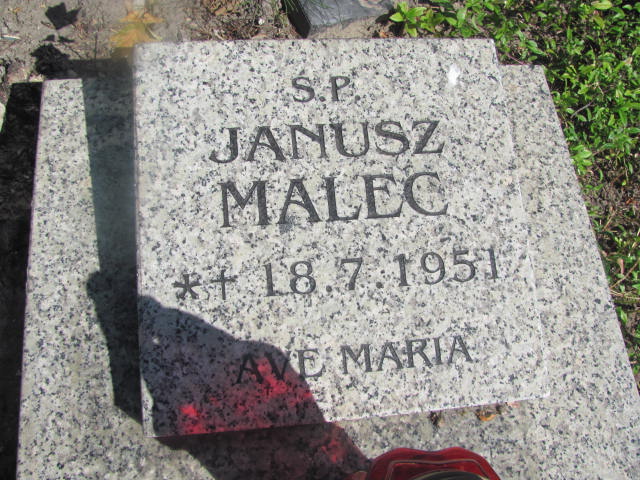 S.P.
JANUSZ
MALEC
*† 18.7.1951
AVE MARIA